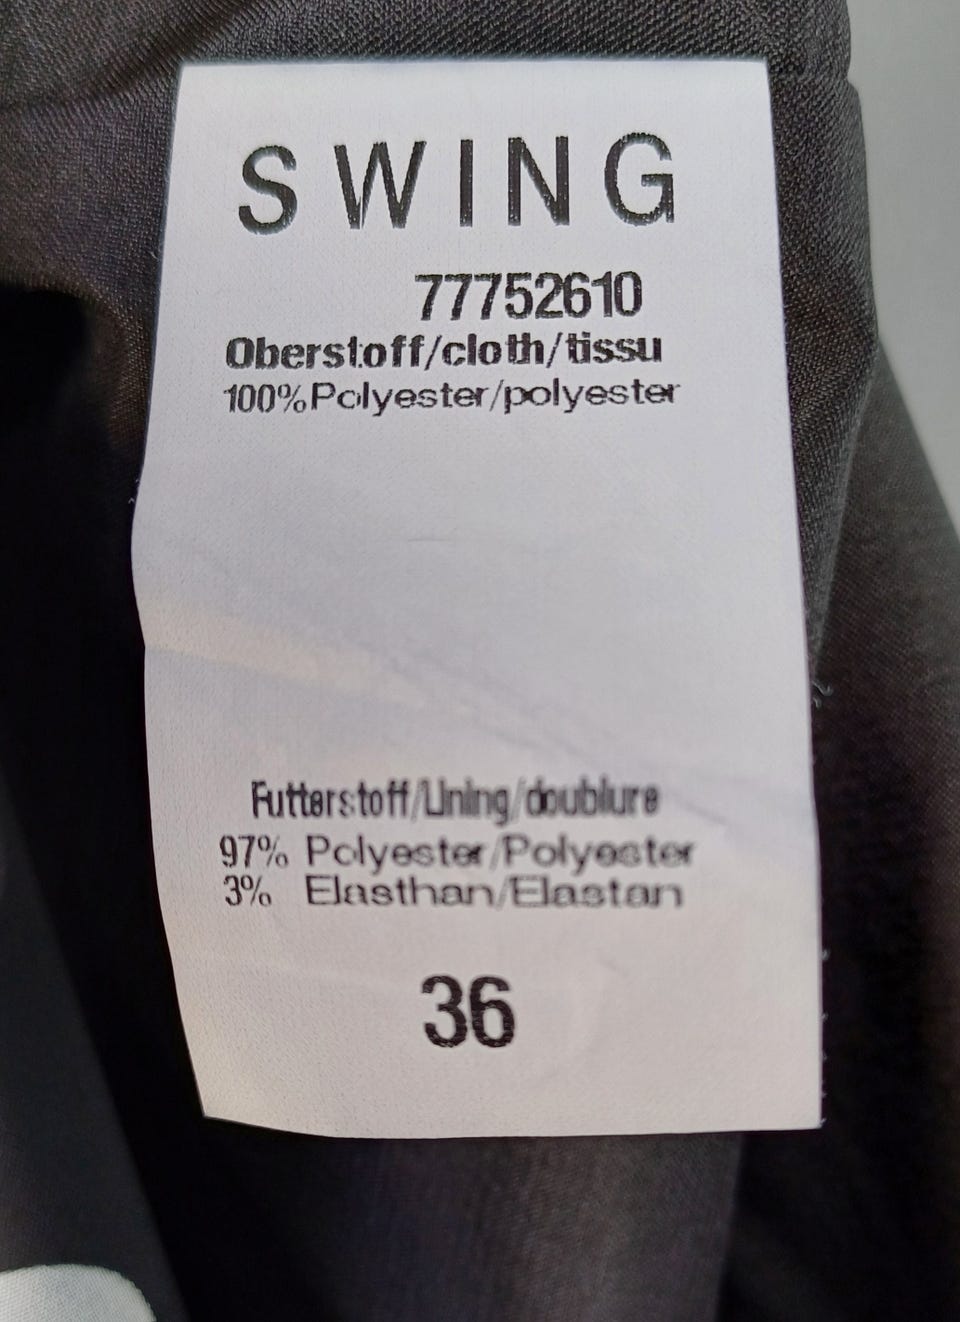 SWING
77752610
Oberstoff/cloth/tissu
100%Polyester/polyester
Futterstoff/Lining/doublure
97% Polyester/Polyester
3% Elasthan/Elastan
36